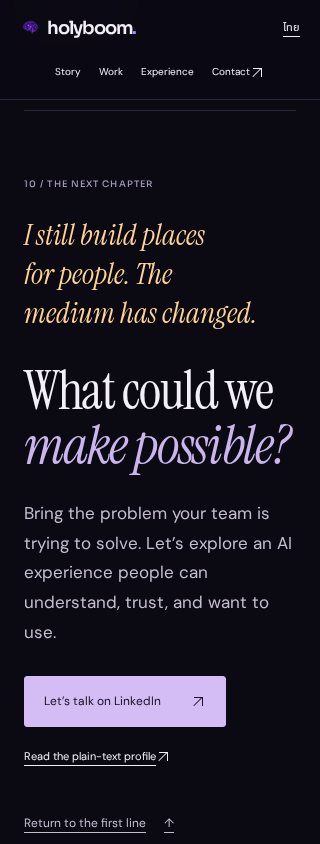 holyboom.
ไทย
Story Work Experience Contact
10 / THE NEXT CHAPTER
I still build places
for people. The
medium has changed.
What could we
make possible?
Bring the problem your team is
trying to solve. Let’s explore an AI
experience people can
understand, trust, and want to
use.
Let’s talk on LinkedIn
Read the plain-text profile
Return to the first line ↑